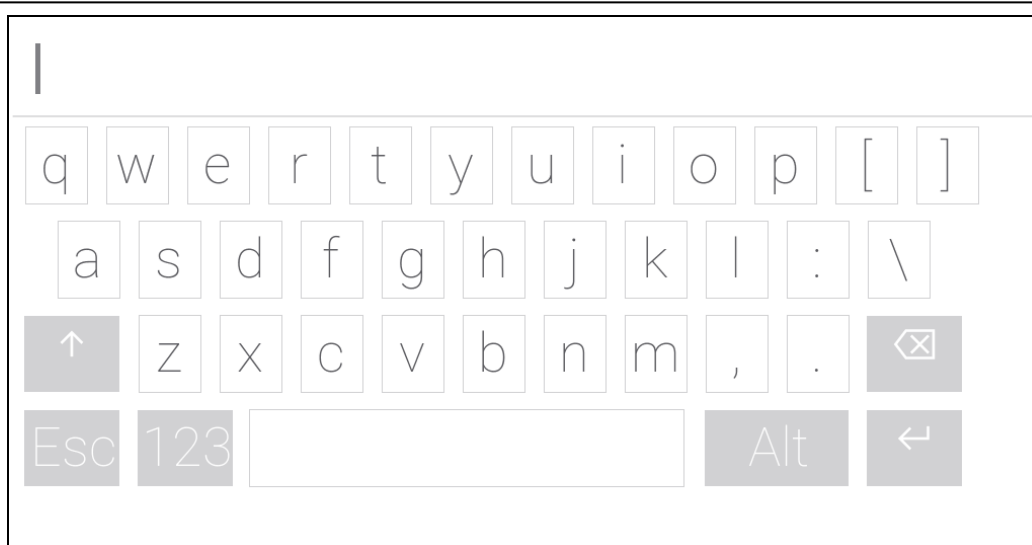 q w e r t y u i o p [ ]
a s d f g h j k l : \
↑ z x c v b n m , . ⌫
Esc 123 Alt ↵